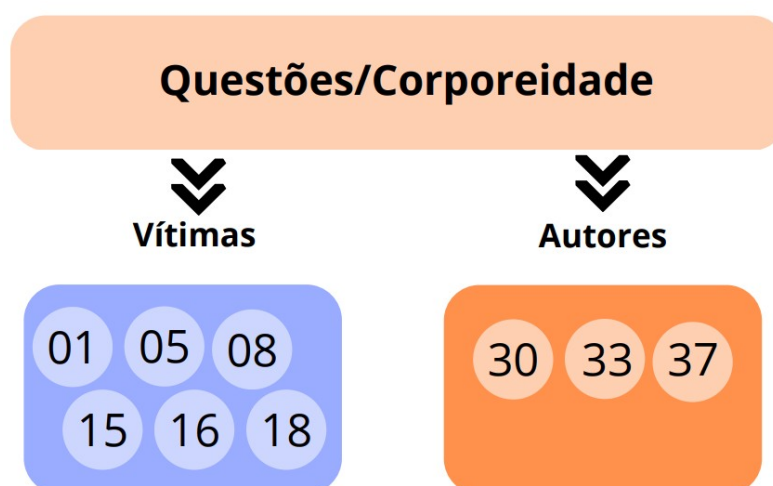 Questões/Corporeidade
Vítimas
Autores
01 05 08
15 16 18
30 33 37